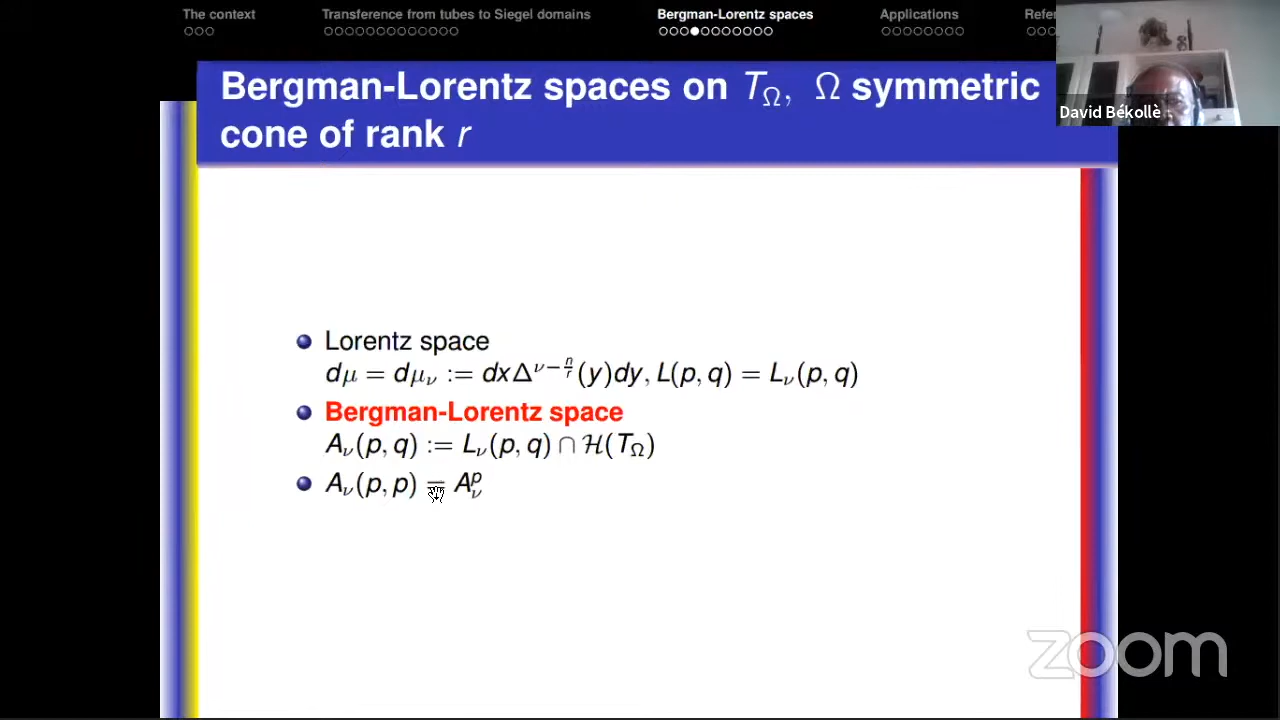 The context
Transference from tubes to Siegel domains
Bergman-Lorentz spaces
Applications
Refer
Bergman-Lorentz spaces on T_Ω, Ω symmetric
cone of rank r
David Békollè
Lorentz space
dμ = dμ_ν := dxΔ^{ν−n/r}(y)dy, L(p, q) = L_ν(p, q)
Bergman-Lorentz space
A_ν(p, q) := L_ν(p, q) ∩ ℋ(T_Ω)
A_ν(p, p) = A^p_ν
zoom